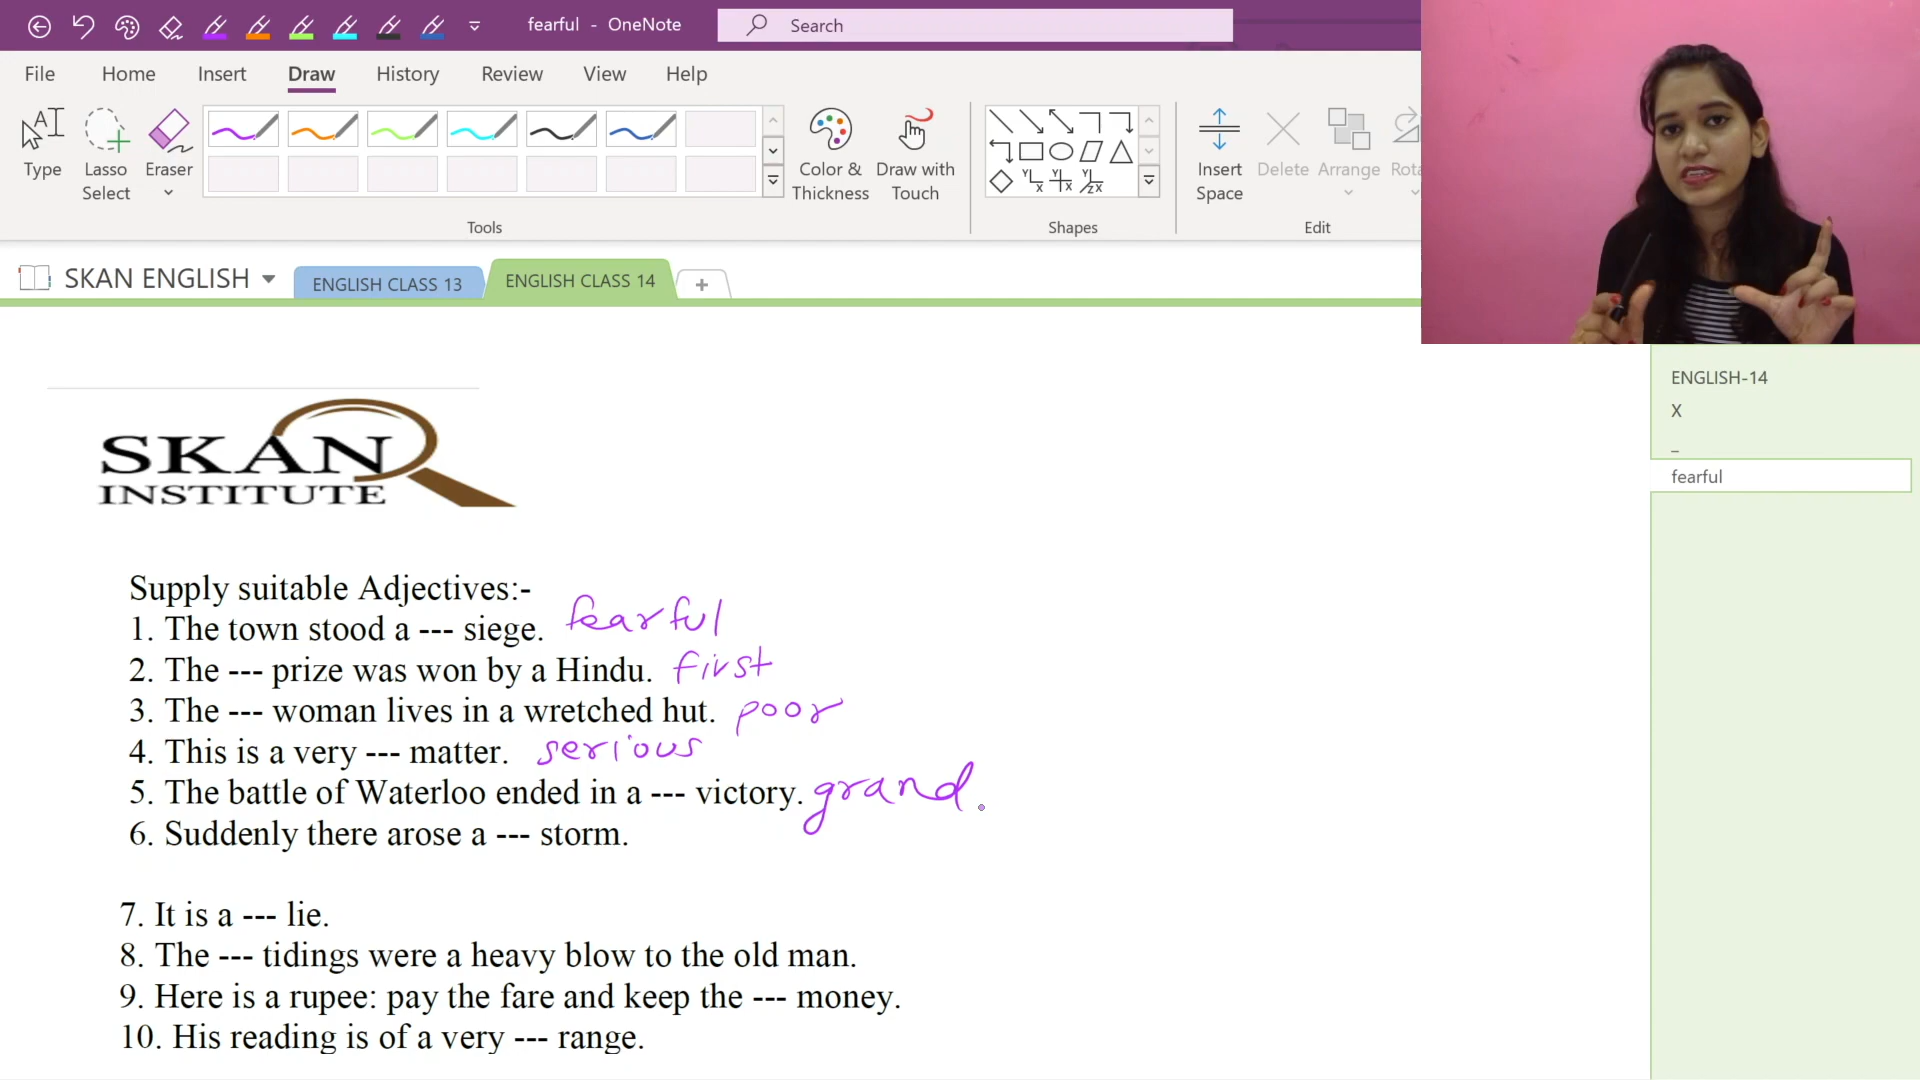 fearful - OneNote
Search
File Home Insert Draw History Review View Help
Type
Lasso Select
Eraser
Color & Thickness
Draw with Touch
Insert Space
Delete
Arrange
Tools
Shapes
Edit
SKAN ENGLISH
ENGLISH CLASS 13
ENGLISH CLASS 14
ENGLISH-14
X
_
fearful
SKAN
INSTITUTE
Supply suitable Adjectives:-
1. The town stood a --- siege. fearful
2. The --- prize was won by a Hindu. first
3. The --- woman lives in a wretched hut. poor
4. This is a very --- matter. serious
5. The battle of Waterloo ended in a --- victory. grand.
6. Suddenly there arose a --- storm.
7. It is a --- lie.
8. The --- tidings were a heavy blow to the old man.
9. Here is a rupee: pay the fare and keep the --- money.
10. His reading is of a very --- range.